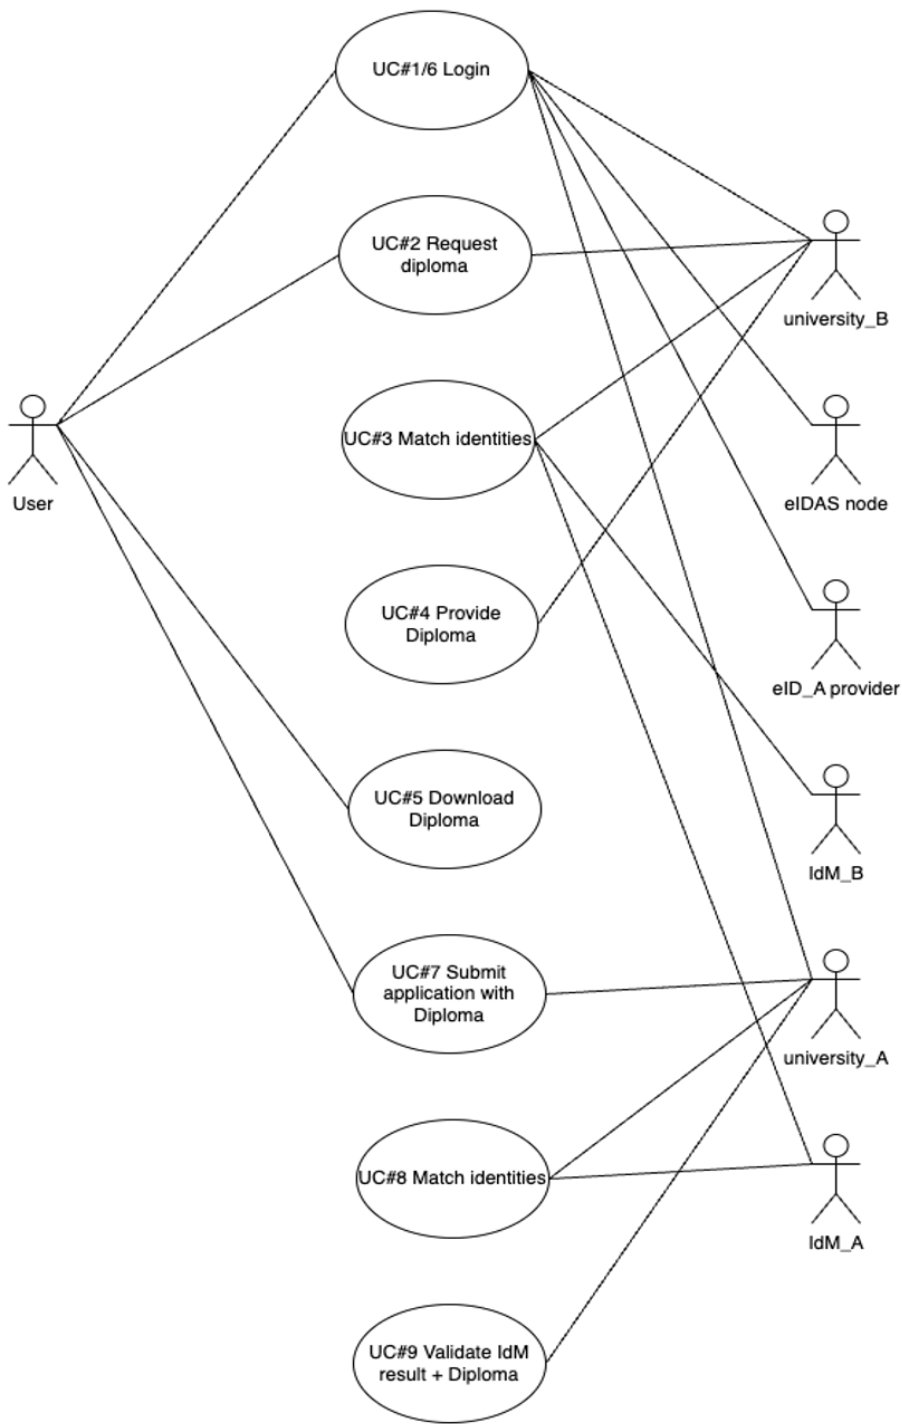 UC#1/6 Login
UC#2 Request
diploma
university_B
UC#3 Match identities
User
eIDAS node
UC#4 Provide
Diploma
eID_A provider
UC#5 Download
Diploma
IdM_B
UC#7 Submit
application with
Diploma
university_A
UC#8 Match identities
IdM_A
UC#9 Validate IdM
result + Diploma